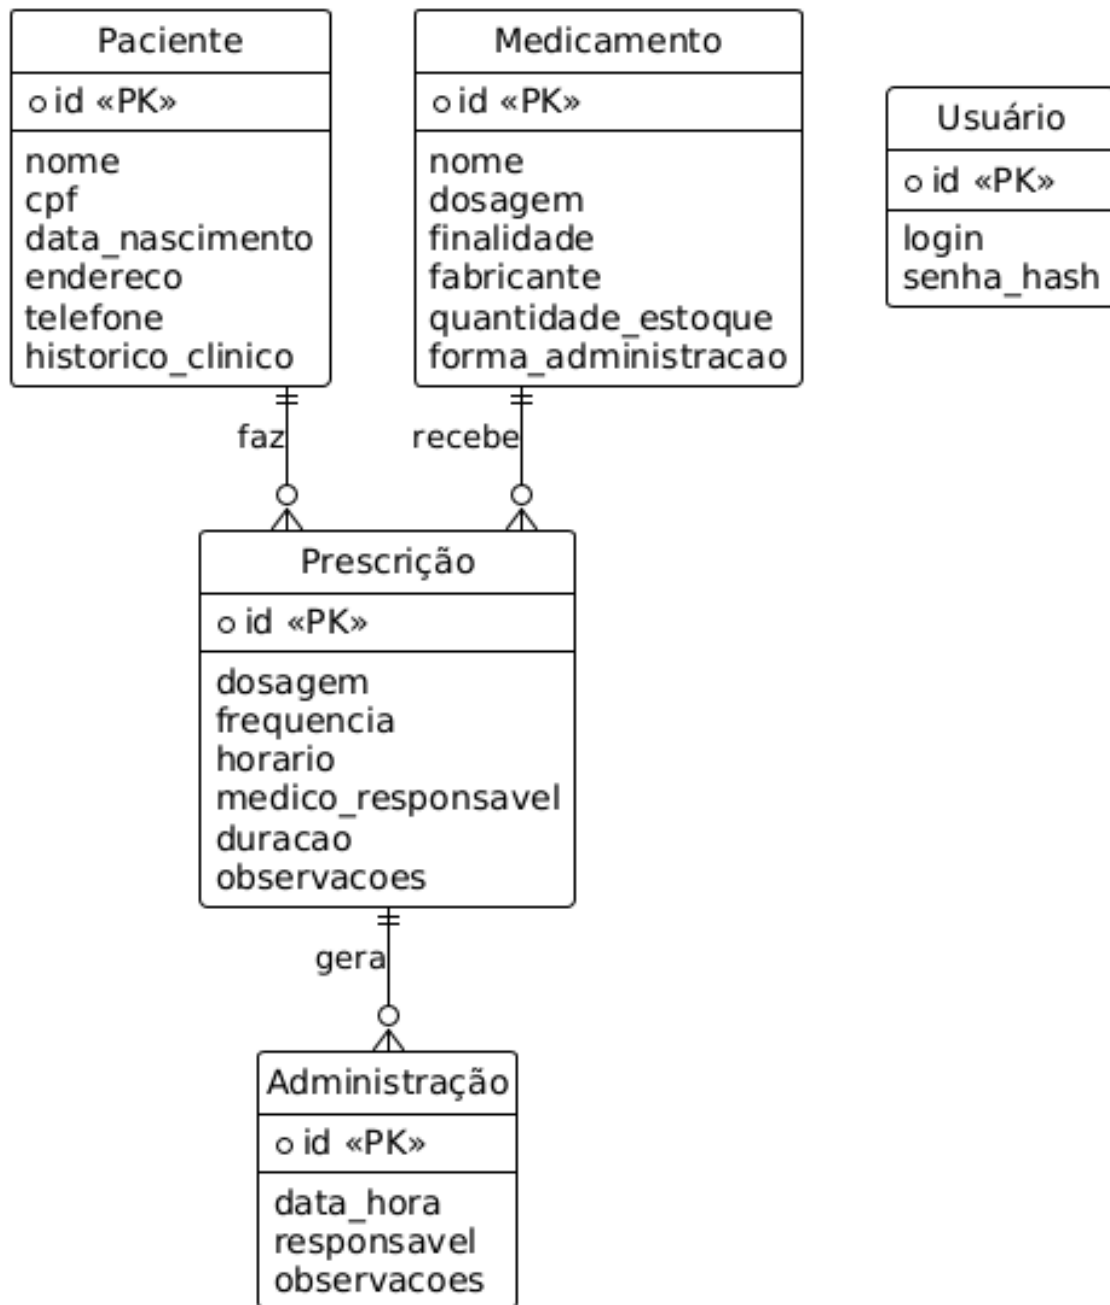 Paciente
id «PK»
nome
cpf
data_nascimento
endereco
telefone
historico_clinico
Medicamento
id «PK»
nome
dosagem
finalidade
fabricante
quantidade_estoque
forma_administracao
Usuário
id «PK»
login
senha_hash
faz
recebe
Prescrição
id «PK»
dosagem
frequencia
horario
medico_responsavel
duracao
observacoes
gera
Administração
id «PK»
data_hora
responsavel
observacoes